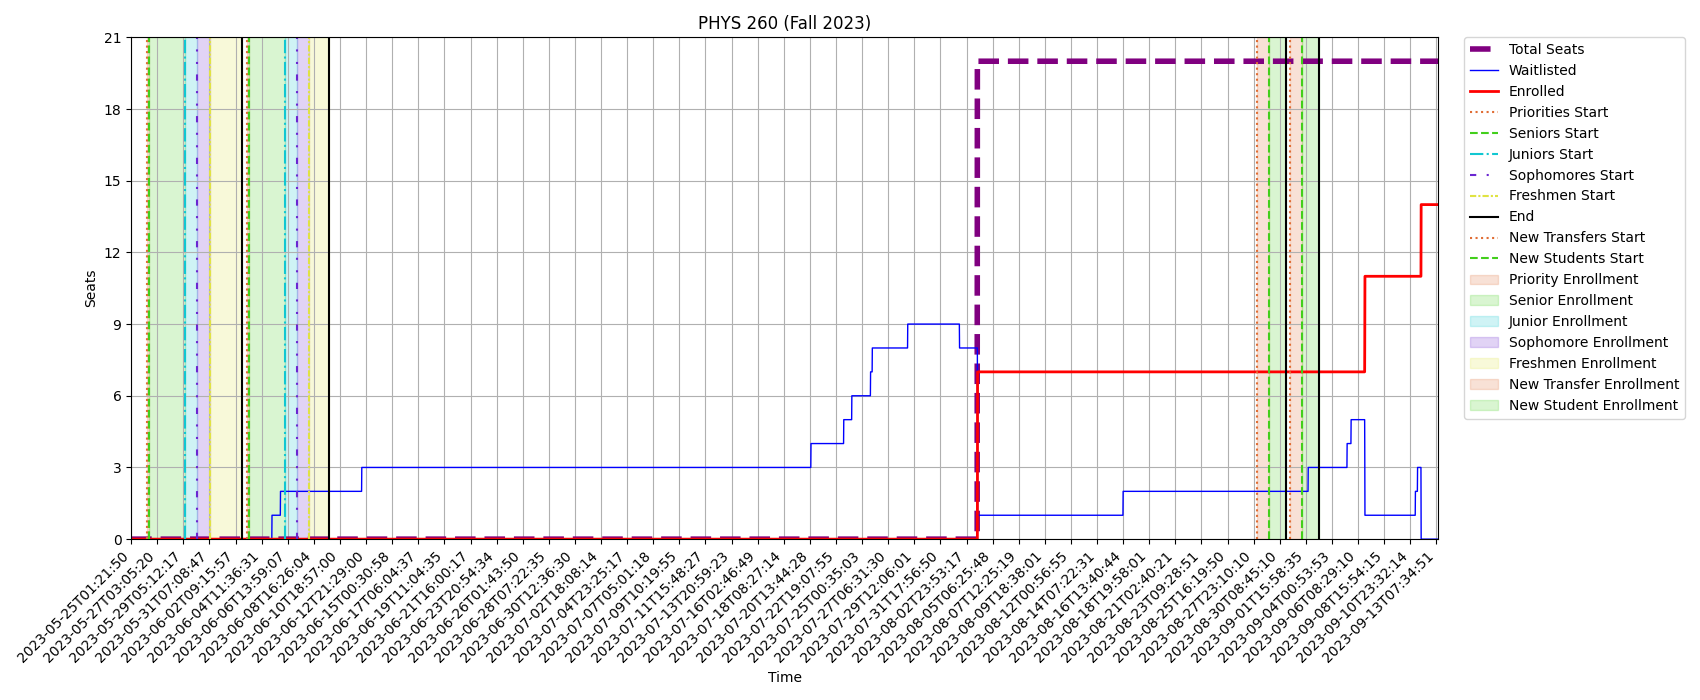 PHYS 260 (Fall 2023)
21
18
15
12
9
6
3
0
Seats
2023-05-25T01:21:50
2023-05-27T03:05:20
2023-05-29T05:12:17
2023-05-31T07:08:47
2023-06-02T09:15:57
2023-06-04T11:36:31
2023-06-06T13:59:07
2023-06-08T16:26:04
2023-06-10T18:57:00
2023-06-12T21:29:00
2023-06-15T00:30:58
2023-06-17T06:04:37
2023-06-19T11:04:35
2023-06-21T16:00:17
2023-06-23T20:54:34
2023-06-26T01:43:50
2023-06-28T07:22:35
2023-06-30T12:36:30
2023-07-02T18:08:14
2023-07-04T23:25:17
2023-07-07T05:01:18
2023-07-09T10:19:55
2023-07-11T15:48:27
2023-07-13T20:59:23
2023-07-16T02:46:49
2023-07-18T08:27:14
2023-07-20T13:44:28
2023-07-22T19:07:55
2023-07-25T00:35:03
2023-07-27T06:31:30
2023-07-29T12:06:01
2023-07-31T17:56:50
2023-08-02T23:53:17
2023-08-05T06:25:48
2023-08-07T12:25:19
2023-08-09T18:38:01
2023-08-12T00:56:55
2023-08-14T07:22:31
2023-08-16T13:40:44
2023-08-18T19:58:01
2023-08-21T02:40:21
2023-08-23T09:28:51
2023-08-25T16:19:50
2023-08-27T23:10:10
2023-08-30T08:45:10
2023-09-01T11:58:35
2023-09-04T00:53:53
2023-09-06T08:29:10
2023-09-08T15:54:15
2023-09-10T23:32:14
2023-09-13T07:34:51
Time
Total Seats
Waitlisted
Enrolled
Priorities Start
Seniors Start
Juniors Start
Sophomores Start
Freshmen Start
End
New Transfers Start
New Students Start
Priority Enrollment
Senior Enrollment
Junior Enrollment
Sophomore Enrollment
Freshmen Enrollment
New Transfer Enrollment
New Student Enrollment